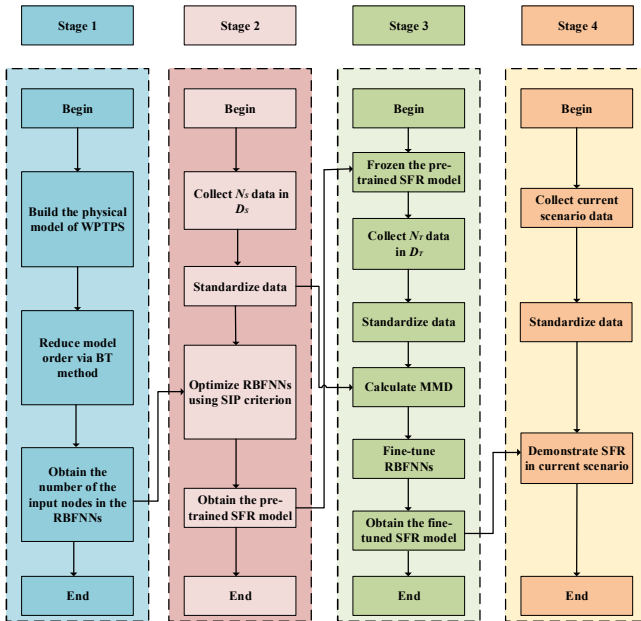 Stage 1
Begin
Build the physical
model of WPTPS
Reduce model
order via BT
method
Obtain the
number of the
input nodes in the
RBFNNs
End
Stage 2
Begin
Collect NS data in
DS
Standardize data
Optimize RBFNNs
using SIP criterion
Obtain the pre-
trained SFR model
End
Stage 3
Begin
Frozen the pre-
trained SFR model
Collect NT data
in DT
Standardize data
Calculate MMD
Fine-tune
RBFNNs
Obtain the fine-
tuned SFR model
End
Stage 4
Begin
Collect current
scenario data
Standardize data
Demonstrate SFR
in current scenario
End